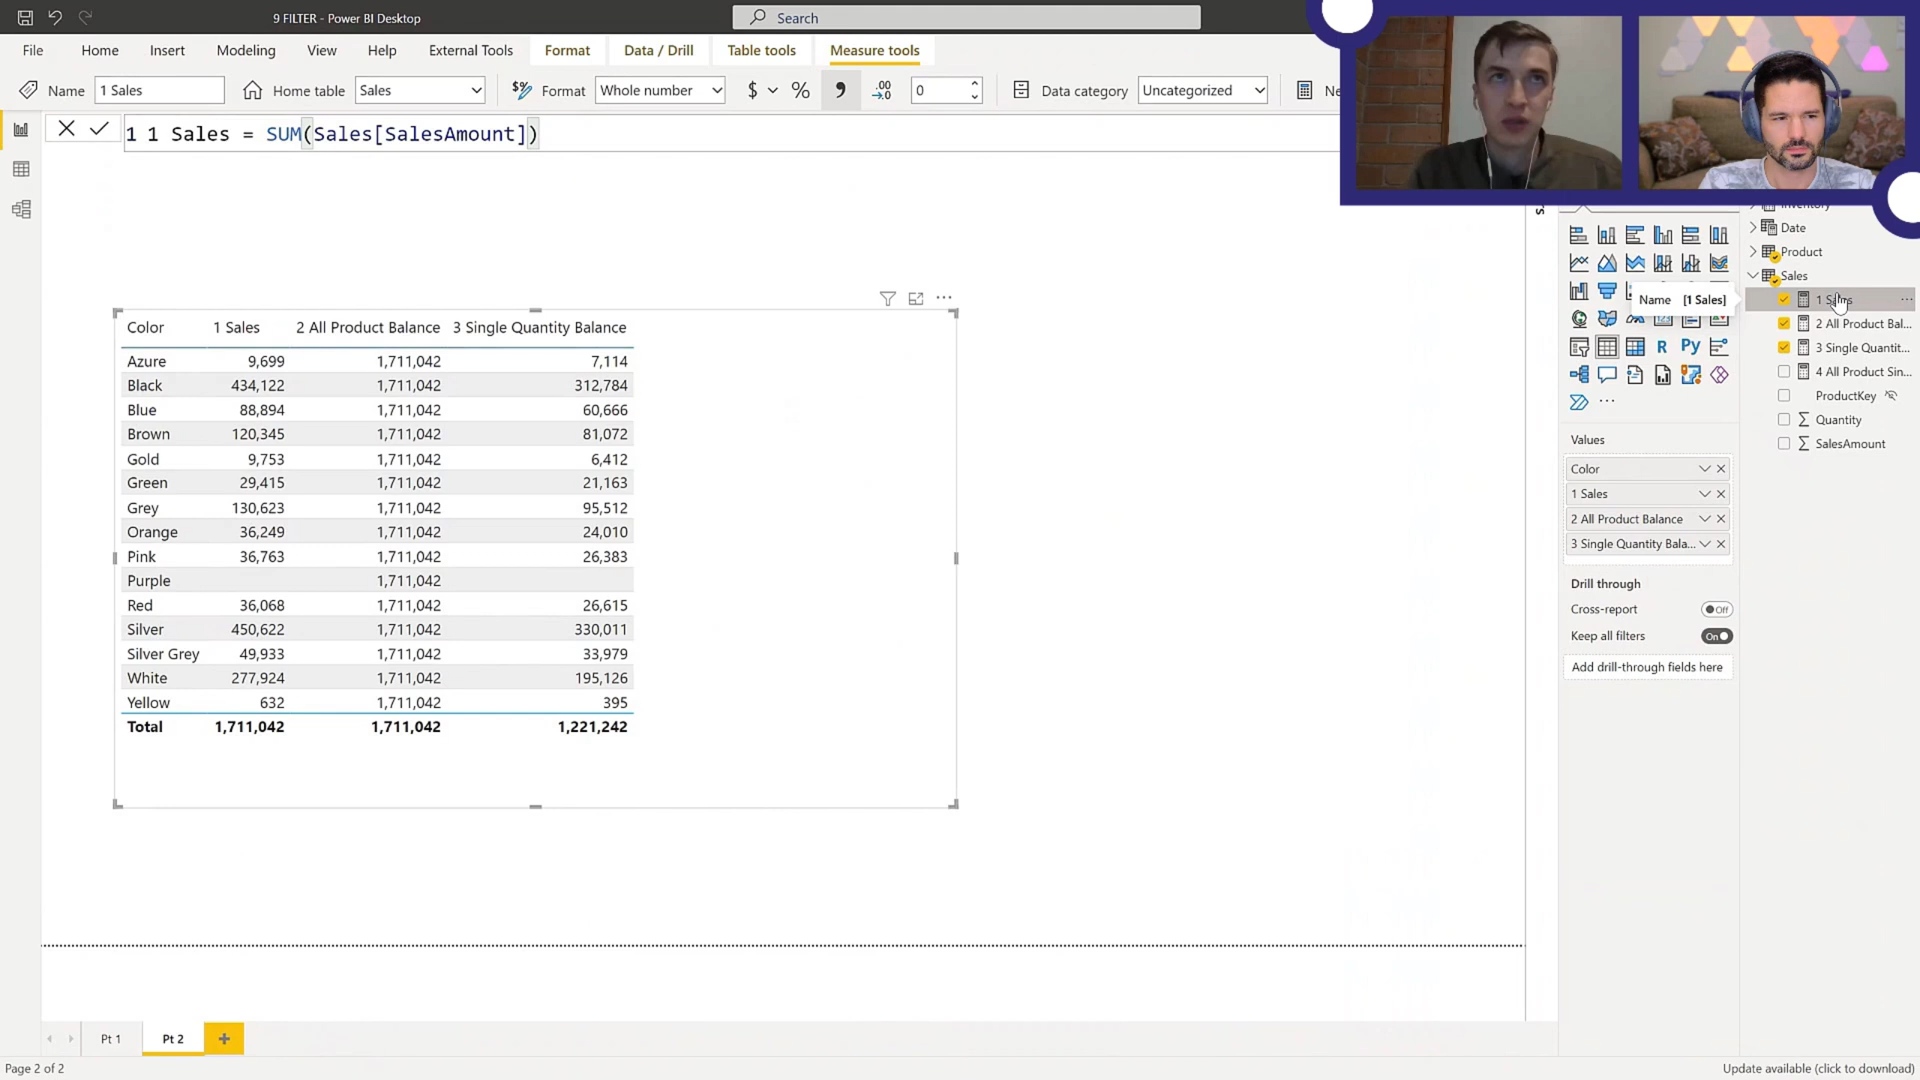 9 FILTER - Power BI Desktop
Search
File
Home
Insert
Modeling
View
Help
External Tools
Format
Data / Drill
Table tools
Measure tools
Name
1 Sales
Home table
Sales
Format
Whole number
$
%
0
Data category
Uncategorized
1 1 Sales = SUM(Sales[SalesAmount])
Color 1 Sales 2 All Product Balance 3 Single Quantity Balance
Azure 9,699 1,711,042 7,114
Black 434,122 1,711,042 312,784
Blue 88,894 1,711,042 60,666
Brown 120,345 1,711,042 81,072
Gold 9,753 1,711,042 6,412
Green 29,415 1,711,042 21,163
Grey 130,623 1,711,042 95,512
Orange 36,249 1,711,042 24,010
Pink 36,763 1,711,042 26,383
Purple 1,711,042
Red 36,068 1,711,042 26,615
Silver 450,622 1,711,042 330,011
Silver Grey 49,933 1,711,042 33,979
White 277,924 1,711,042 195,126
Yellow 632 1,711,042 395
Total 1,711,042 1,711,042 1,221,242
R
Py
Values
Color
1 Sales
2 All Product Balance
3 Single Quantity Bala...
Drill through
Cross-report
Off
Keep all filters
On
Add drill-through fields here
Date
Product
Sales
Name [1 Sales]
1 Sales
2 All Product Bal...
3 Single Quantit...
4 All Product Sin...
ProductKey
Quantity
SalesAmount
Pt 1
Pt 2
Page 2 of 2
Update available (click to download)